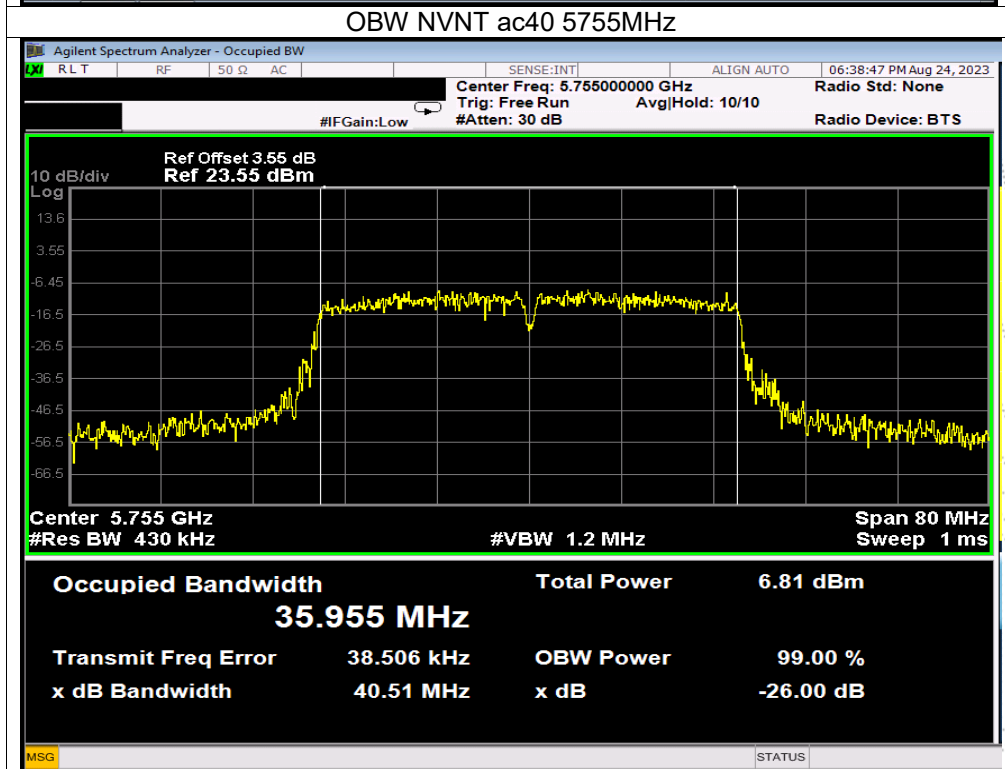 OBW NVNT ac40 5755MHz
Agilent Spectrum Analyzer - Occupied BW
LXI RLT RF 50 Ω AC SENSE:INT ALIGN AUTO 06:38:47 PM Aug 24, 2023
Center Freq: 5.755000000 GHz Radio Std: None
Trig: Free Run Avg|Hold: 10/10
#IFGain:Low #Atten: 30 dB Radio Device: BTS
Ref Offset 3.55 dB
10 dB/div Ref 23.55 dBm
Log
13.6
3.55
-6.45
-16.5
-26.5
-36.5
-46.5
-56.5
-66.5
Center 5.755 GHz Span 80 MHz
#Res BW 430 kHz #VBW 1.2 MHz Sweep 1 ms
Occupied Bandwidth Total Power 6.81 dBm
35.955 MHz
Transmit Freq Error 38.506 kHz OBW Power 99.00 %
x dB Bandwidth 40.51 MHz x dB -26.00 dB
MSG STATUS